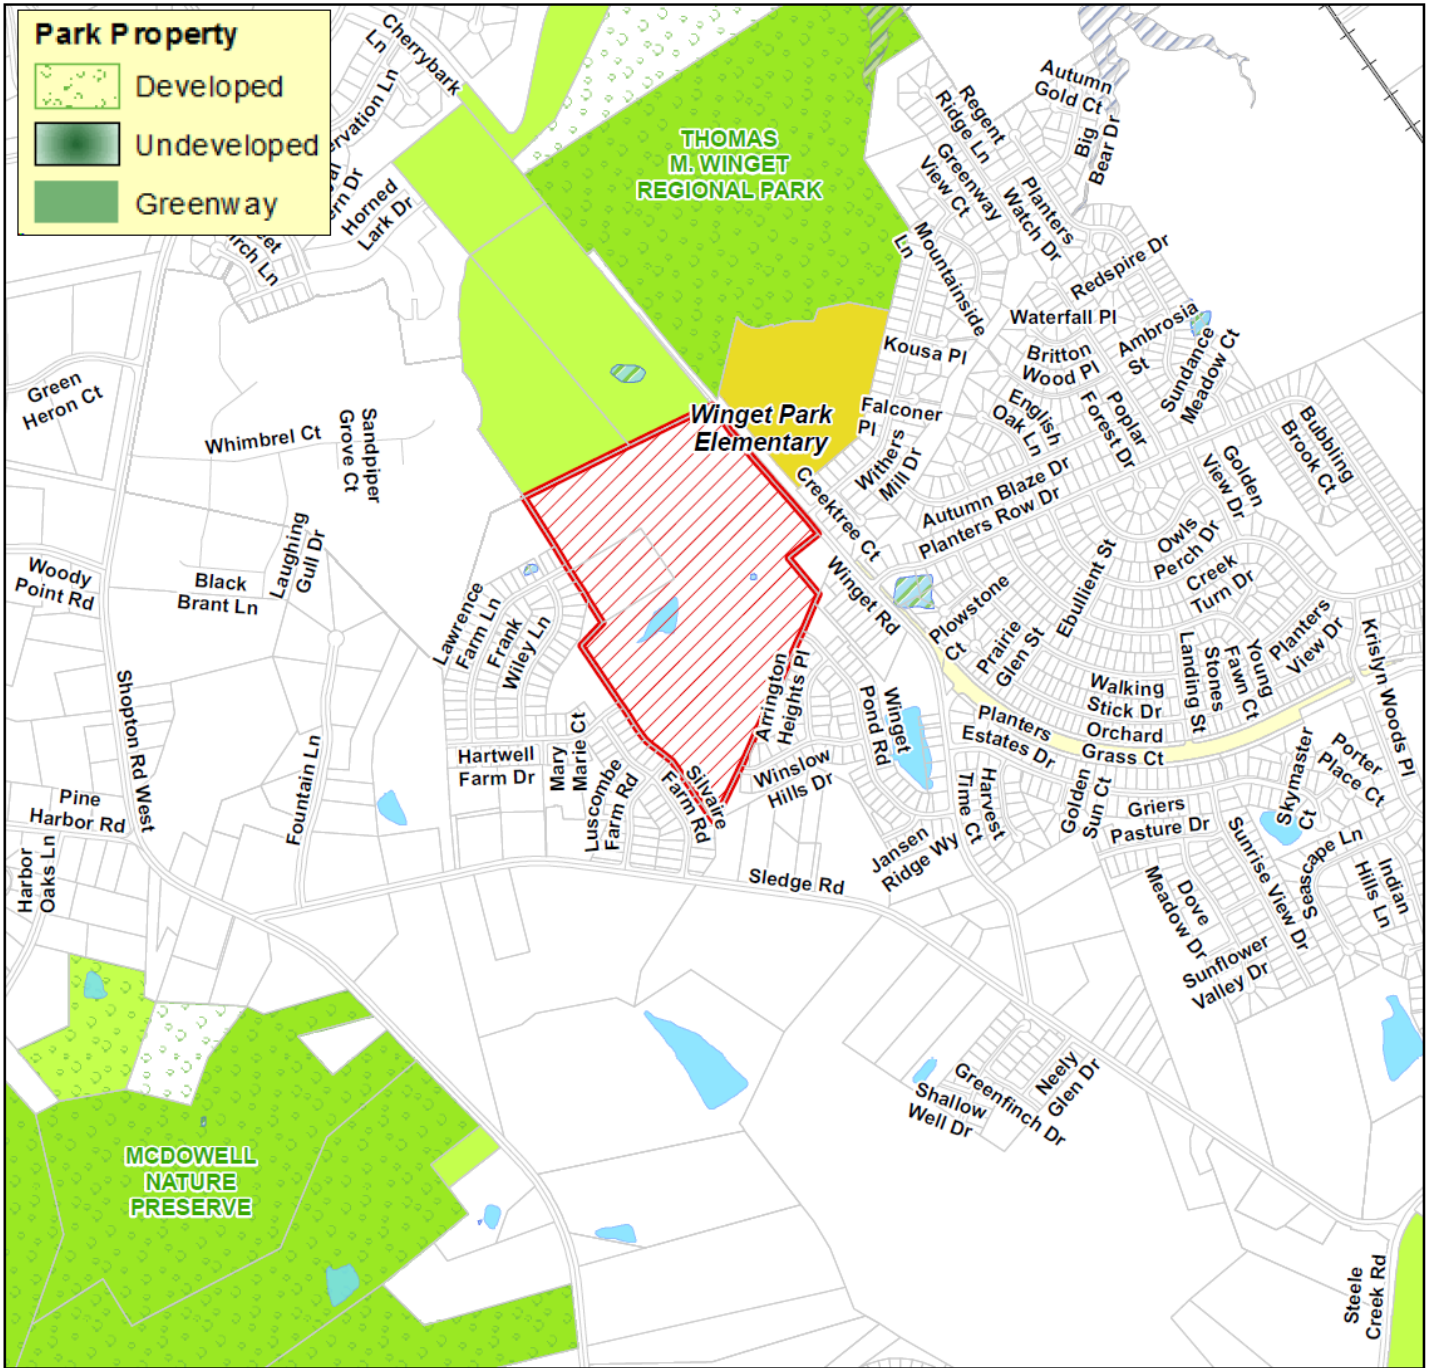 Park Property
Developed
Undeveloped
Greenway
Cherrybark
Ln
ervation Ln
Horned
Lark Dr
THOMAS
M. WINGET
REGIONAL PARK
Regent
Ridge Ln
Autumn
Gold Ct
Big
Bear Dr
Greenway
View Ct
Planters
Watch Dr
Mountainside
Ln
Redspire Dr
Waterfall Pl
Ambrosia
St
Britton
Wood Pl
Sundance
Meadow Ct
Kousa Pl
Green
Heron Ct
Whimbrel Ct
Sandpiper
Grove Ct
Winget Park
Elementary
Falconer
Pl
Withers
Mill Dr
English
Oak Ln
Poplar
Forest Dr
Bubbling
Brook Ct
Golden
View Dr
Autumn Blaze Dr
Planters Row Dr
Creektree Ct
Laughing
Gull Dr
Owls
Perch Dr
Creek
Turn Dr
Woody
Point Rd
Black
Brant Ln
Ebullient St
Winget Rd
Plowstone
Ct
Prairie
Glen St
Lawrence
Farm Ln
Frank
Wiley Ln
Planters
View Dr
Krislyn Woods Pl
Landing St
Stones
Young
Fawn Ct
Arrington
Heights Pl
Winget
Pond Rd
Walking
Stick Dr
Orchard
Grass Ct
Planters
Estates Dr
Shopton Rd West
Fountain Ln
Hartwell
Farm Dr
Mary
Marie Ct
Luscombe
Farm Rd
Silvaire
Farm Rd
Winslow
Hills Dr
Harvest
Time Ct
Golden
Sun Ct
Griers
Pasture Dr
Skymaster
Ct
Porter
Place Ct
Pine
Harbor Rd
Harbor
Oaks Ln
Jansen
Ridge Wy
Sledge Rd
Sunrise View Dr
Seascape Ln
Indian
Hills Ln
Dove
Meadow Dr
Sunflower
Valley Dr
Neely
Glen Dr
Greenfinch Dr
Shallow
Well Dr
MCDOWELL
NATURE
PRESERVE
Steele
Creek Rd